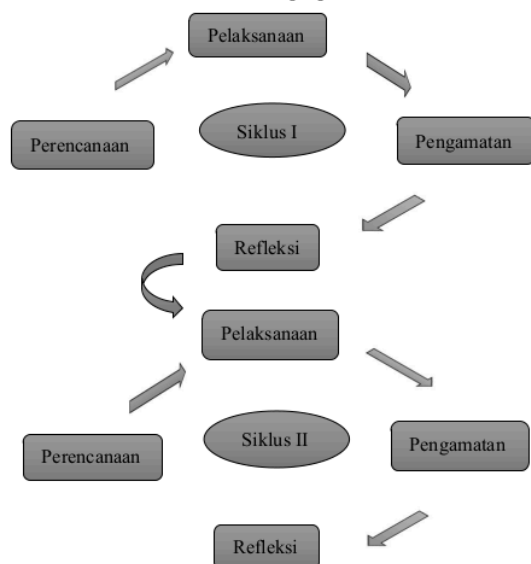 Pelaksanaan
Perencanaan
Siklus I
Pengamatan
Refleksi
Pelaksanaan
Perencanaan
Siklus II
Pengamatan
Refleksi